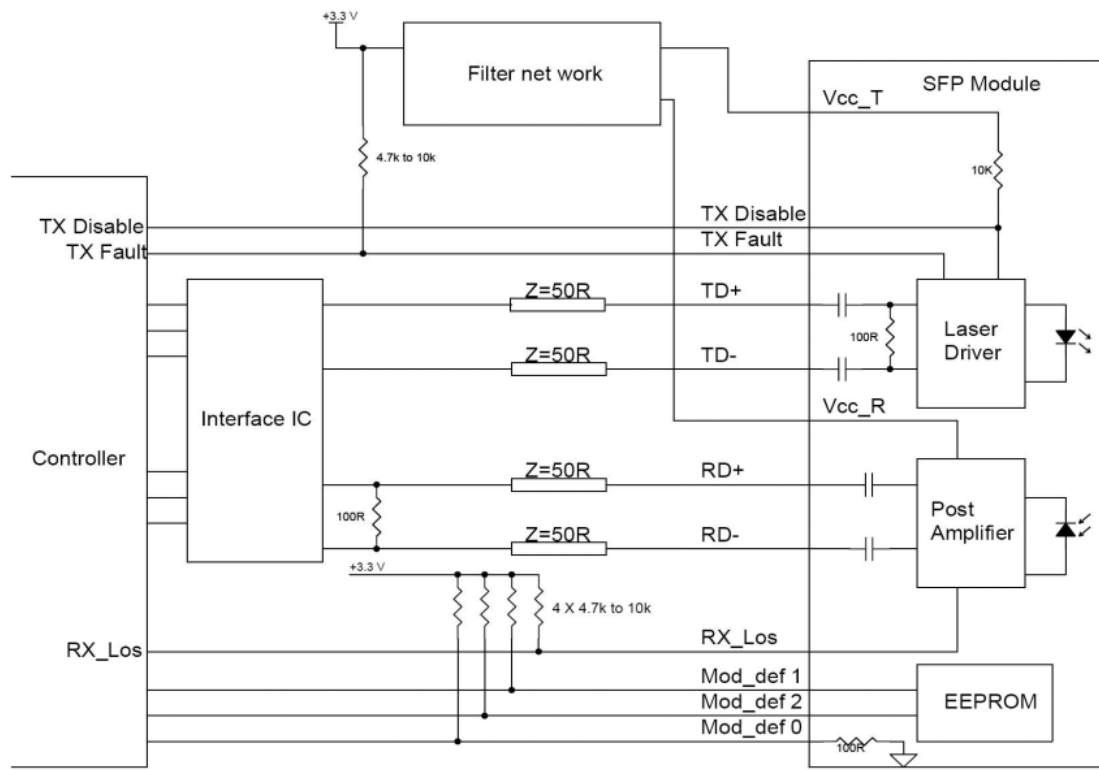 +3.3 V
Filter net work
SFP Module
Vcc_T
4.7k to 10k
10K
TX Disable
TX Disable
TX Fault
TX Fault
Z=50R
TD+
100R
Laser
Driver
Z=50R
TD-
Interface IC
Vcc_R
Controller
Z=50R
RD+
100R
Post
Amplifier
Z=50R
RD-
+3.3 V
4 X 4.7k to 10k
RX_Los
RX_Los
Mod_def 1
Mod_def 2
EEPROM
Mod_def 0
100R